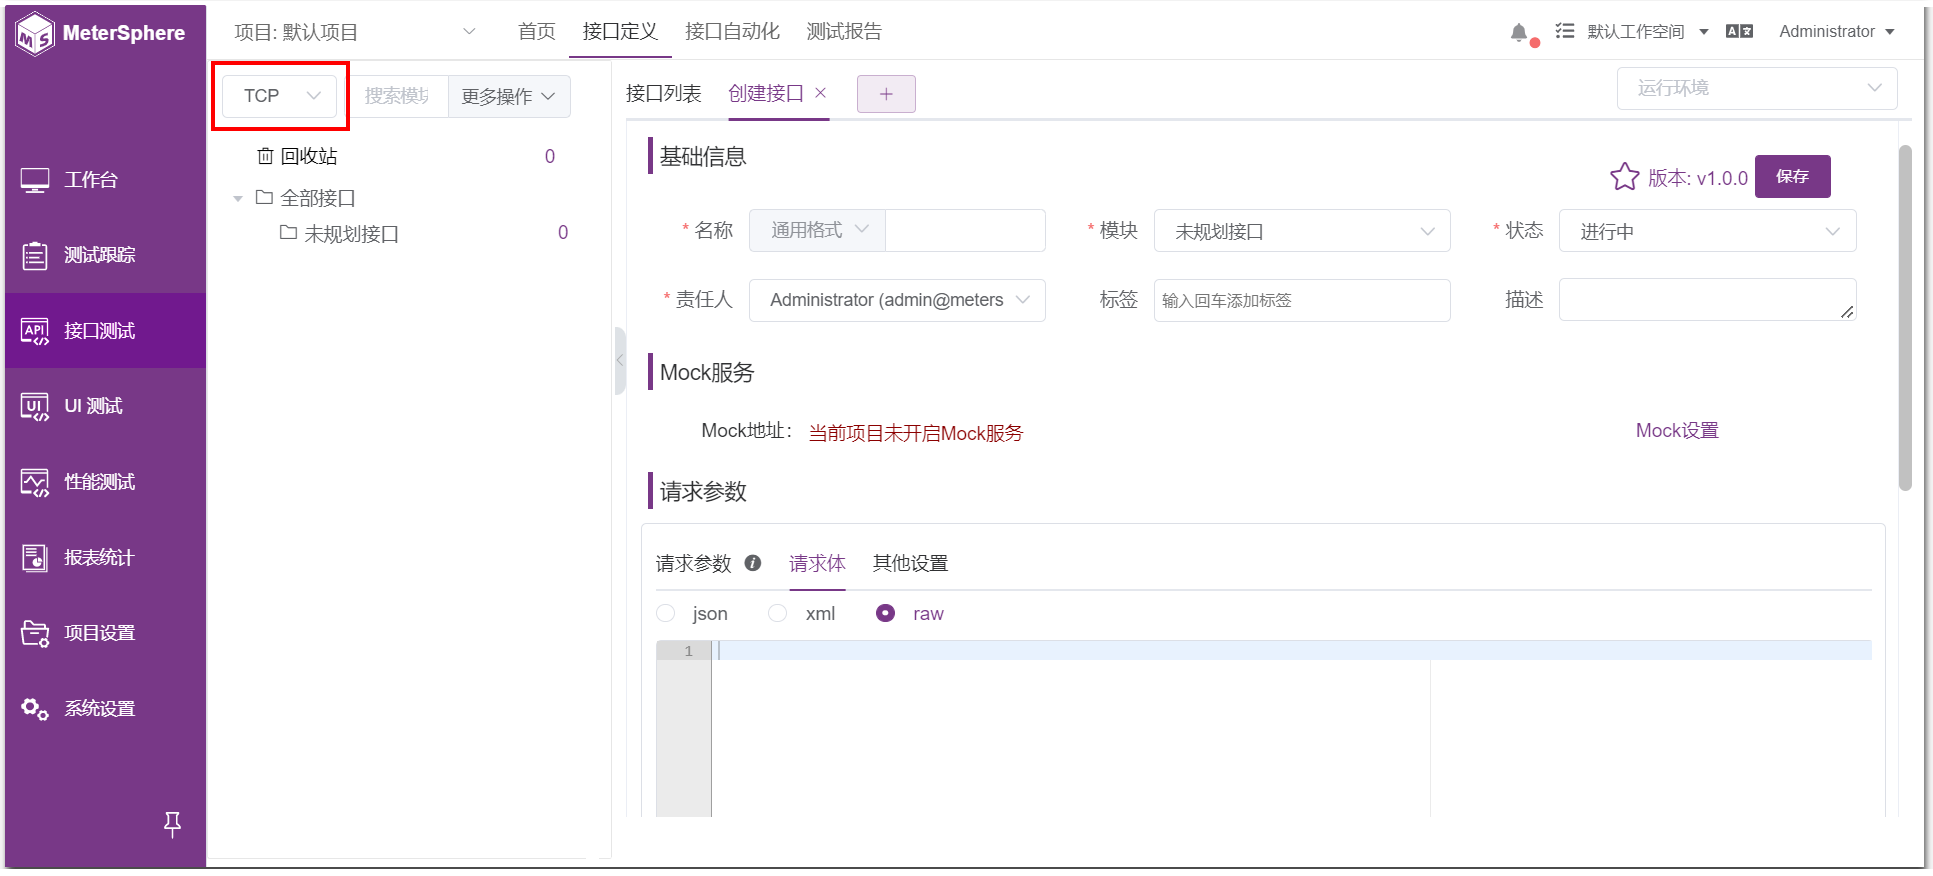 MeterSphere
项目: 默认项目
首页 接口定义 接口自动化 测试报告
默认工作空间
Administrator
TCP
搜索模块
更多操作
回收站 0
全部接口
未规划接口 0
工作台
测试跟踪
API 接口测试
UI UI 测试
性能测试
报表统计
项目设置
系统设置
接口列表 创建接口 × +
运行环境
基础信息
版本: v1.0.0 保存
* 名称 通用格式
* 模块 未规划接口
* 状态 进行中
* 责任人 Administrator (admin@meters
标签 输入回车添加标签
描述
Mock服务
Mock地址: 当前项目未开启Mock服务 Mock设置
请求参数
请求参数 请求体 其他设置
json xml raw
1